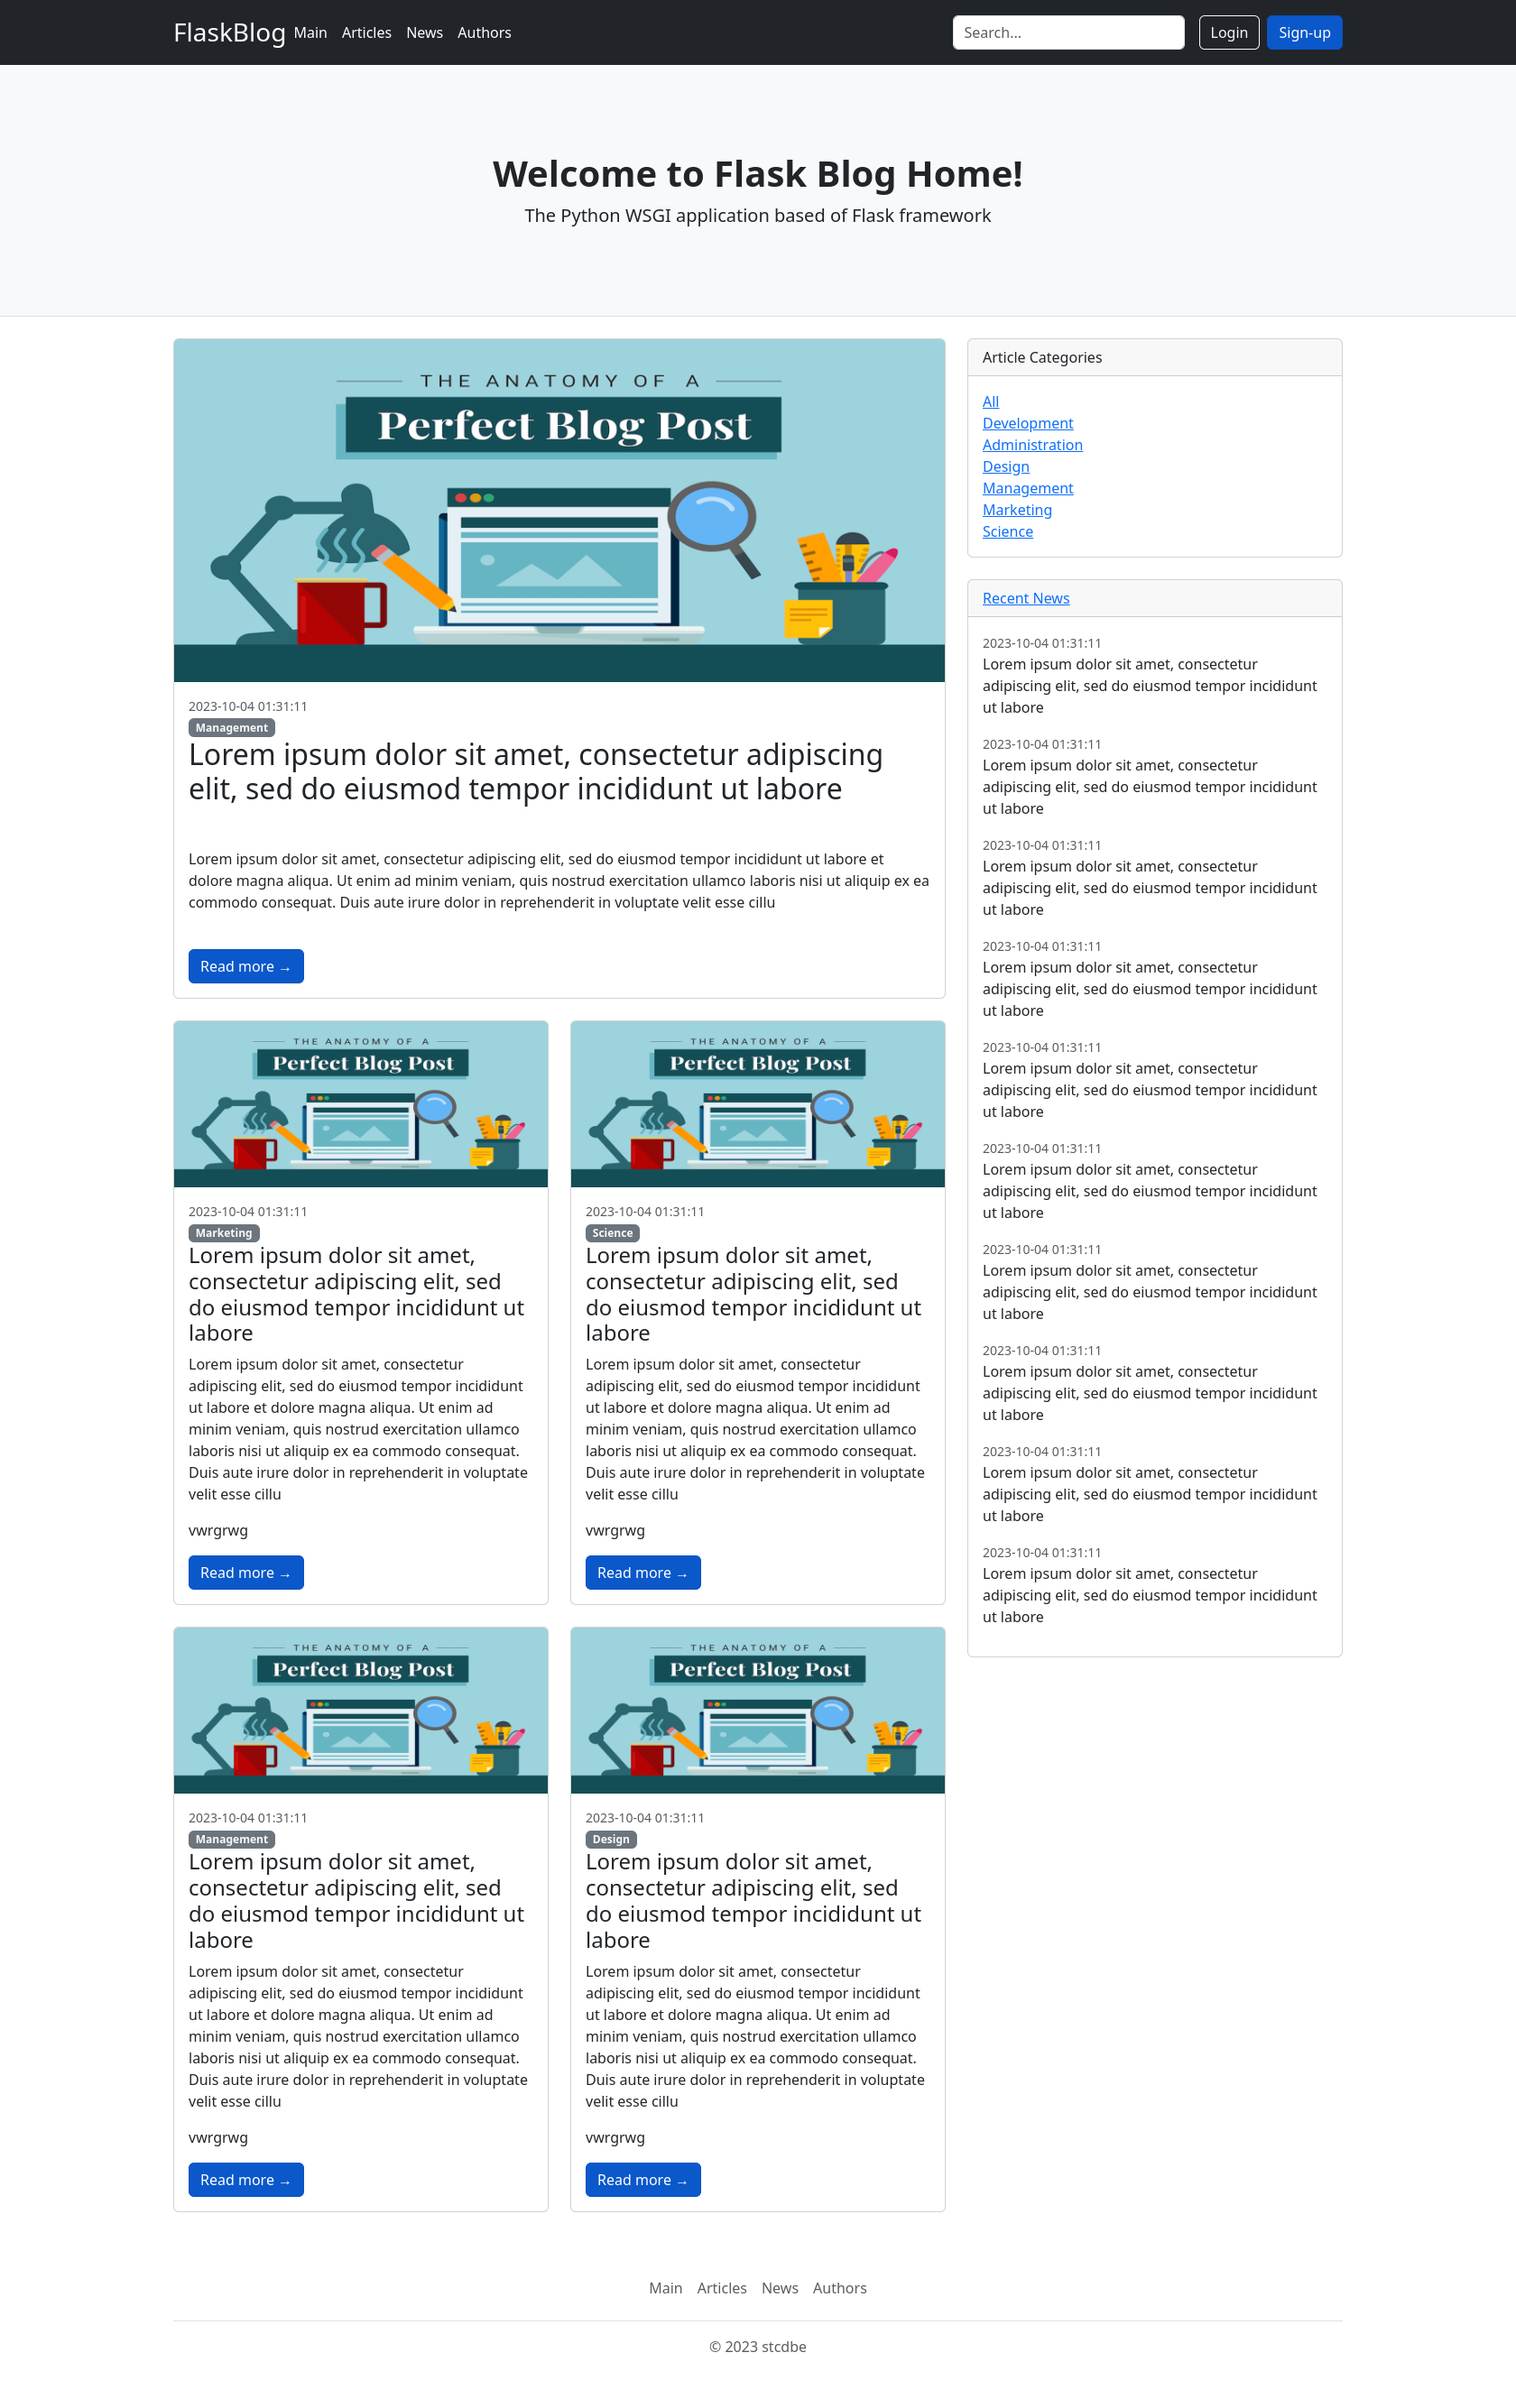 FlaskBlog Main Articles News Authors Search... Login Sign-up
Welcome to Flask Blog Home!
The Python WSGI application based of Flask framework
THE ANATOMY OF A
Perfect Blog Post
2023-10-04 01:31:11
Management
Lorem ipsum dolor sit amet, consectetur adipiscing
elit, sed do eiusmod tempor incididunt ut labore
Lorem ipsum dolor sit amet, consectetur adipiscing elit, sed do eiusmod tempor incididunt ut labore et
dolore magna aliqua. Ut enim ad minim veniam, quis nostrud exercitation ullamco laboris nisi ut aliquip ex ea
commodo consequat. Duis aute irure dolor in reprehenderit in voluptate velit esse cillu
Read more →
THE ANATOMY OF A
Perfect Blog Post
2023-10-04 01:31:11
Marketing
Lorem ipsum dolor sit amet,
consectetur adipiscing elit, sed
do eiusmod tempor incididunt ut
labore
Lorem ipsum dolor sit amet, consectetur
adipiscing elit, sed do eiusmod tempor incididunt
ut labore et dolore magna aliqua. Ut enim ad
minim veniam, quis nostrud exercitation ullamco
laboris nisi ut aliquip ex ea commodo consequat.
Duis aute irure dolor in reprehenderit in voluptate
velit esse cillu
vwrgrwg
Read more →
THE ANATOMY OF A
Perfect Blog Post
2023-10-04 01:31:11
Science
Lorem ipsum dolor sit amet,
consectetur adipiscing elit, sed
do eiusmod tempor incididunt ut
labore
Lorem ipsum dolor sit amet, consectetur
adipiscing elit, sed do eiusmod tempor incididunt
ut labore et dolore magna aliqua. Ut enim ad
minim veniam, quis nostrud exercitation ullamco
laboris nisi ut aliquip ex ea commodo consequat.
Duis aute irure dolor in reprehenderit in voluptate
velit esse cillu
vwrgrwg
Read more →
THE ANATOMY OF A
Perfect Blog Post
2023-10-04 01:31:11
Management
Lorem ipsum dolor sit amet,
consectetur adipiscing elit, sed
do eiusmod tempor incididunt ut
labore
Lorem ipsum dolor sit amet, consectetur
adipiscing elit, sed do eiusmod tempor incididunt
ut labore et dolore magna aliqua. Ut enim ad
minim veniam, quis nostrud exercitation ullamco
laboris nisi ut aliquip ex ea commodo consequat.
Duis aute irure dolor in reprehenderit in voluptate
velit esse cillu
vwrgrwg
Read more →
THE ANATOMY OF A
Perfect Blog Post
2023-10-04 01:31:11
Design
Lorem ipsum dolor sit amet,
consectetur adipiscing elit, sed
do eiusmod tempor incididunt ut
labore
Lorem ipsum dolor sit amet, consectetur
adipiscing elit, sed do eiusmod tempor incididunt
ut labore et dolore magna aliqua. Ut enim ad
minim veniam, quis nostrud exercitation ullamco
laboris nisi ut aliquip ex ea commodo consequat.
Duis aute irure dolor in reprehenderit in voluptate
velit esse cillu
vwrgrwg
Read more →
Article Categories
All
Development
Administration
Design
Management
Marketing
Science
Recent News
2023-10-04 01:31:11
Lorem ipsum dolor sit amet, consectetur
adipiscing elit, sed do eiusmod tempor incididunt
ut labore
2023-10-04 01:31:11
Lorem ipsum dolor sit amet, consectetur
adipiscing elit, sed do eiusmod tempor incididunt
ut labore
2023-10-04 01:31:11
Lorem ipsum dolor sit amet, consectetur
adipiscing elit, sed do eiusmod tempor incididunt
ut labore
2023-10-04 01:31:11
Lorem ipsum dolor sit amet, consectetur
adipiscing elit, sed do eiusmod tempor incididunt
ut labore
2023-10-04 01:31:11
Lorem ipsum dolor sit amet, consectetur
adipiscing elit, sed do eiusmod tempor incididunt
ut labore
2023-10-04 01:31:11
Lorem ipsum dolor sit amet, consectetur
adipiscing elit, sed do eiusmod tempor incididunt
ut labore
2023-10-04 01:31:11
Lorem ipsum dolor sit amet, consectetur
adipiscing elit, sed do eiusmod tempor incididunt
ut labore
2023-10-04 01:31:11
Lorem ipsum dolor sit amet, consectetur
adipiscing elit, sed do eiusmod tempor incididunt
ut labore
2023-10-04 01:31:11
Lorem ipsum dolor sit amet, consectetur
adipiscing elit, sed do eiusmod tempor incididunt
ut labore
2023-10-04 01:31:11
Lorem ipsum dolor sit amet, consectetur
adipiscing elit, sed do eiusmod tempor incididunt
ut labore
Main Articles News Authors
© 2023 stcdbe